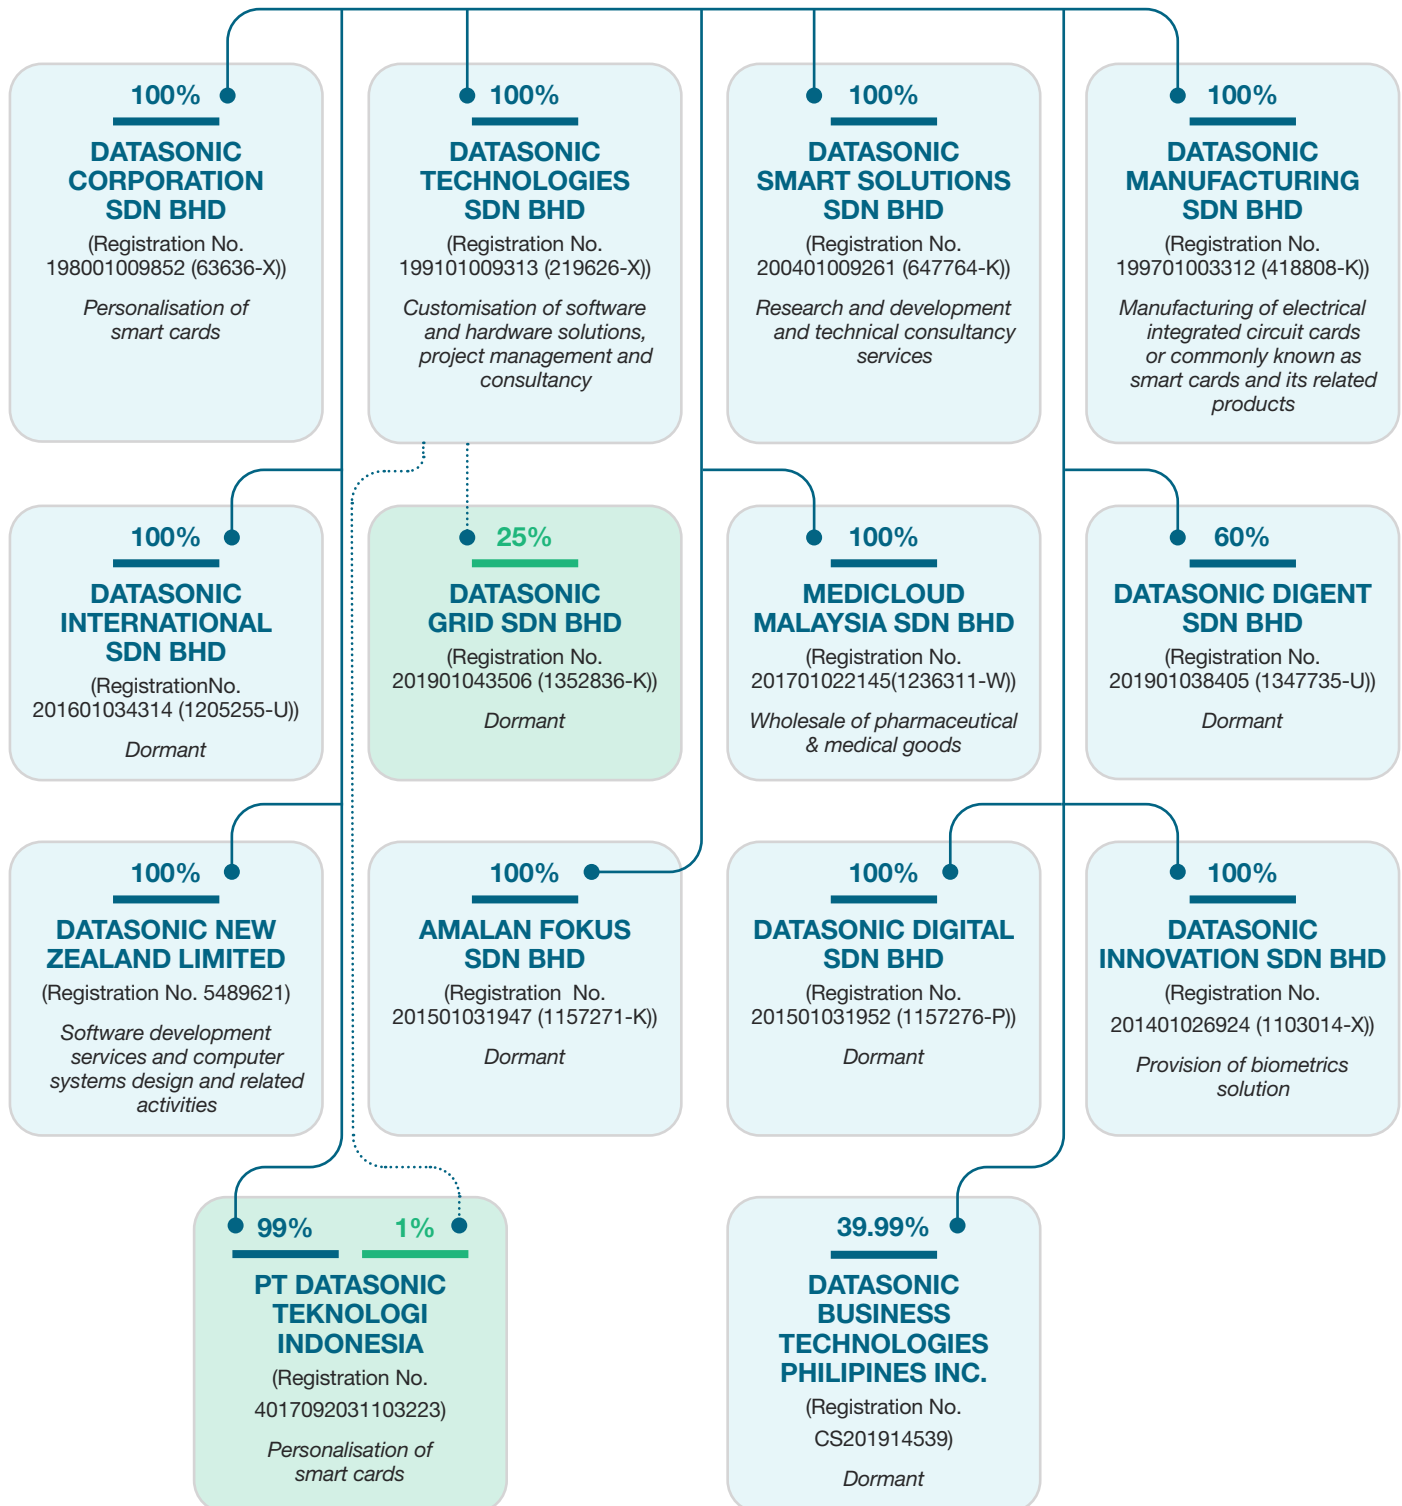 100%
DATASONIC
CORPORATION
SDN BHD
(Registration No.
198001009852 (63636-X))
Personalisation of
smart cards
100%
DATASONIC
TECHNOLOGIES
SDN BHD
(Registration No.
199101009313 (219626-X))
Customisation of software
and hardware solutions,
project management and
consultancy
100%
DATASONIC
SMART SOLUTIONS
SDN BHD
(Registration No.
200401009261 (647764-K))
Research and development
and technical consultancy
services
100%
DATASONIC
MANUFACTURING
SDN BHD
(Registration No.
199701003312 (418808-K))
Manufacturing of electrical
integrated circuit cards
or commonly known as
smart cards and its related
products
100%
DATASONIC
INTERNATIONAL
SDN BHD
(RegistrationNo.
201601034314 (1205255-U))
Dormant
25%
DATASONIC
GRID SDN BHD
(Registration No.
201901043506 (1352836-K))
Dormant
100%
MEDICLOUD
MALAYSIA SDN BHD
(Registration No.
201701022145(1236311-W))
Wholesale of pharmaceutical
& medical goods
60%
DATASONIC DIGENT
SDN BHD
(Registration No.
201901038405 (1347735-U))
Dormant
100%
DATASONIC NEW
ZEALAND LIMITED
(Registration No. 5489621)
Software development
services and computer
systems design and related
activities
100%
AMALAN FOKUS
SDN BHD
(Registration No.
201501031947 (1157271-K))
Dormant
100%
DATASONIC DIGITAL
SDN BHD
(Registration No.
201501031952 (1157276-P))
Dormant
100%
DATASONIC
INNOVATION SDN BHD
(Registration No.
201401026924 (1103014-X))
Provision of biometrics
solution
99% 1%
PT DATASONIC
TEKNOLOGI
INDONESIA
(Registration No.
4017092031103223)
Personalisation of
smart cards
39.99%
DATASONIC
BUSINESS
TECHNOLOGIES
PHILIPINES INC.
(Registration No.
CS201914539)
Dormant